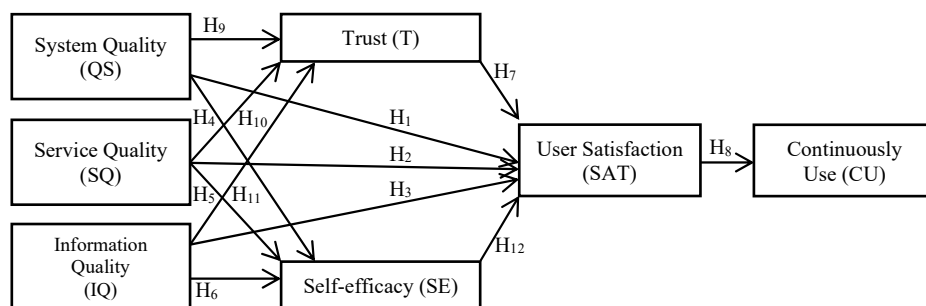 System Quality
(QS)
H9
Trust (T)
H7
H4
H10
H1
Service Quality
(SQ)
H2
User Satisfaction
(SAT)
H8
Continuously
Use (CU)
H5
H11
H3
Information
Quality
(IQ)
H6
Self-efficacy (SE)
H12